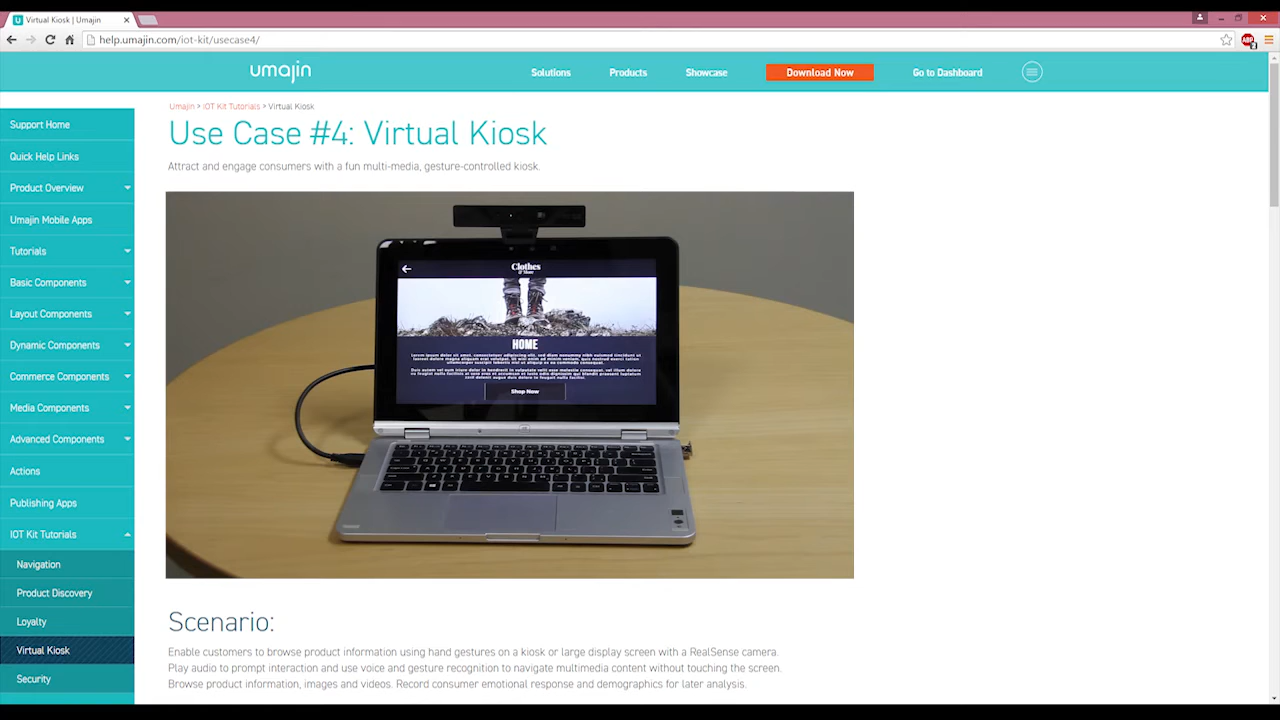 Virtual Kiosk | Umajin
help.umajin.com/iot-kit/usecase4/
ABP
2
umajin
Solutions
Products
Showcase
Download Now
Go to Dashboard
Support Home
Quick Help Links
Product Overview
Umajin Mobile Apps
Tutorials
Basic Components
Layout Components
Dynamic Components
Commerce Components
Media Components
Advanced Components
Actions
Publishing Apps
IOT Kit Tutorials
Navigation
Product Discovery
Loyalty
Virtual Kiosk
Security
Umajin > IOT Kit Tutorials > Virtual Kiosk
Use Case #4: Virtual Kiosk
Attract and engage consumers with a fun multi-media, gesture-controlled kiosk.
Clothes
& More
HOME
Shop Now
Scenario:
Enable customers to browse product information using hand gestures on a kiosk or large display screen with a RealSense camera.
Play audio to prompt interaction and use voice and gesture recognition to navigate multimedia content without touching the screen.
Browse product information, images and videos. Record consumer emotional response and demographics for later analysis.